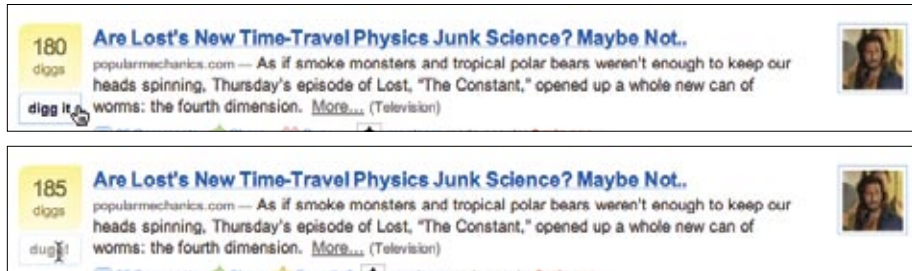 180
diggs
digg it
Are Lost's New Time-Travel Physics Junk Science? Maybe Not..
popularmechanics.com — As if smoke monsters and tropical polar bears weren't enough to keep our
heads spinning, Thursday's episode of Lost, "The Constant," opened up a whole new can of
worms: the fourth dimension. More... (Television)
185
diggs
Are Lost's New Time-Travel Physics Junk Science? Maybe Not..
popularmechanics.com — As if smoke monsters and tropical polar bears weren't enough to keep our
heads spinning, Thursday's episode of Lost, "The Constant," opened up a whole new can of
worms: the fourth dimension. More... (Television)